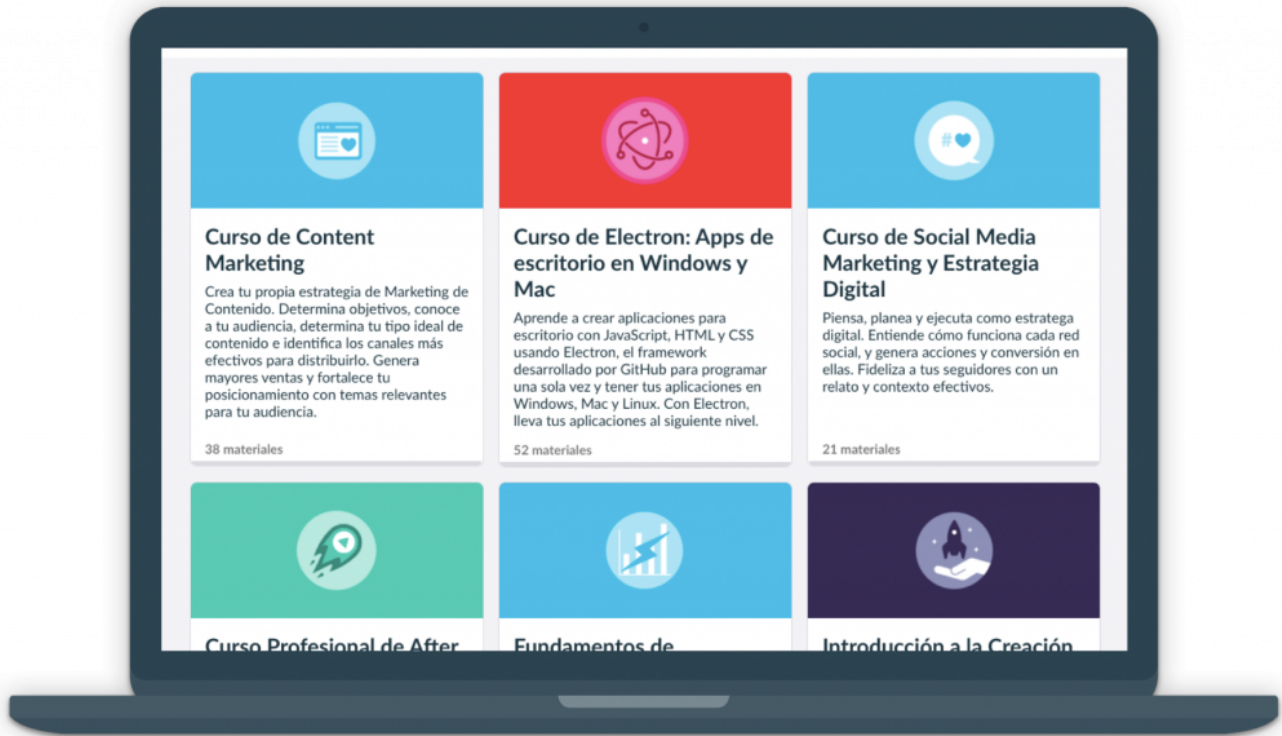 Curso de Content
Marketing
Crea tu propia estrategia de Marketing de
Contenido. Determina objetivos, conoce
a tu audiencia, determina tu tipo ideal de
contenido e identifica los canales más
efectivos para distribuirlo. Genera
mayores ventas y fortalece tu
posicionamiento con temas relevantes
para tu audiencia.
38 materiales
Curso de Electron: Apps de
escritorio en Windows y
Mac
Aprende a crear aplicaciones para
escritorio con JavaScript, HTML y CSS
usando Electron, el framework
desarrollado por GitHub para programar
una sola vez y tener tus aplicaciones en
Windows, Mac y Linux. Con Electron,
lleva tus aplicaciones al siguiente nivel.
52 materiales
#
Curso de Social Media
Marketing y Estrategia
Digital
Piensa, planea y ejecuta como estratega
digital. Entiende cómo funciona cada red
social, y genera acciones y conversión en
ellas. Fideliza a tus seguidores con un
relato y contexto efectivos.
21 materiales
Curso Profesional de After
Fundamentos de
Introducción a la Creación